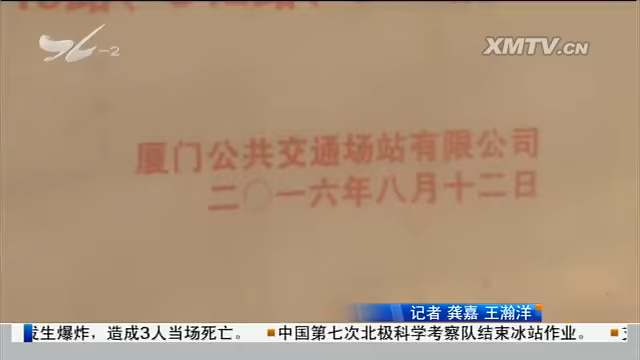 -2
XMTV.CN
厦门公共交通场站有限公司
二〇一六年八月十二日
记者 龚嘉 王瀚洋
发生爆炸，造成3人当场死亡。 ■中国第七次北极科学考察队结束冰站作业。